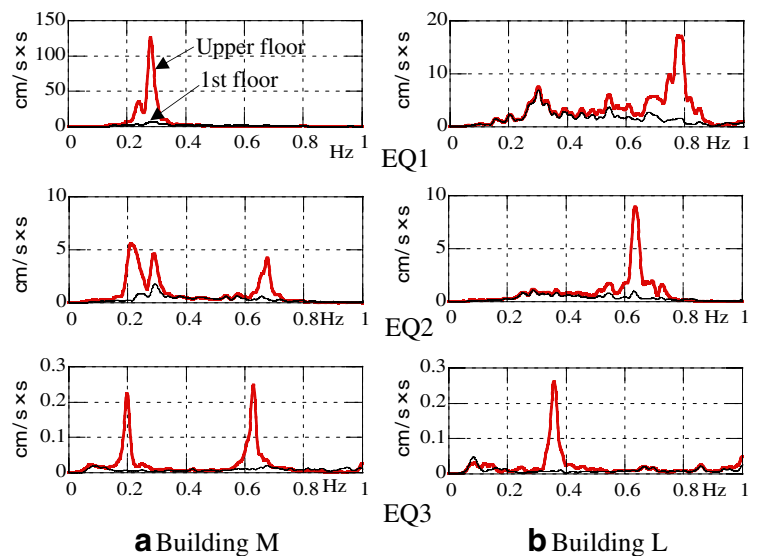 cm/ s×s
150
100
50
0
0 0.2 0.4 0.6 0.8 1
Hz
Upper floor
1st floor
cm/ s×s
20
10
0
0 0.2 0.4 0.6 0.8 1
Hz
EQ1
cm/ s×s
10
5
0
0 0.2 0.4 0.6 0.8Hz 1
cm/ s×s
10
5
0
0 0.2 0.4 0.6 Hz 1
EQ2
cm/ s×s
0.3
0.2
0.1
0
0 0.2 0.4 0.6 0.8Hz 1
cm/ s×s
0.3
0.2
0.1
0
0 0.2 0.4 0.6 0.8 Hz 1
EQ3
a Building M
b Building L